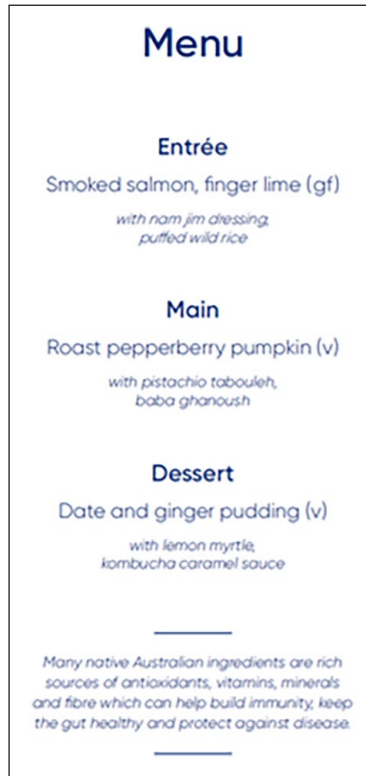 Menu
Entrée
Smoked salmon, finger lime (gf)
with nam jim dressing,
puffed wild rice
Main
Roast pepperberry pumpkin (v)
with pistachio tabouleh,
baba ghanoush
Dessert
Date and ginger pudding (v)
with lemon myrtle,
kombucha caramel sauce
Many native Australian ingredients are rich
sources of antioxidants, vitamins, minerals
and fibre which can help build immunity, keep
the gut healthy and protect against disease.